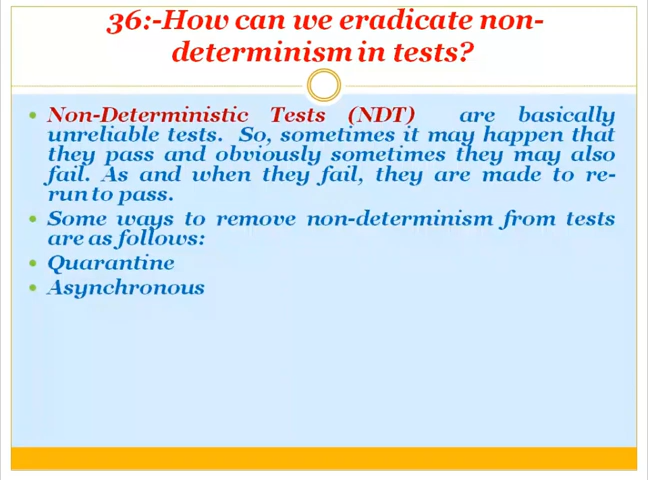 36:-How can we eradicate non-
determinism in tests?
Non-Deterministic Tests (NDT) are basically
unreliable tests. So, sometimes it may happen that
they pass and obviously sometimes they may also
fail. As and when they fail, they are made to re-
run to pass.
Some ways to remove non-determinism from tests
are as follows:
Quarantine
Asynchronous